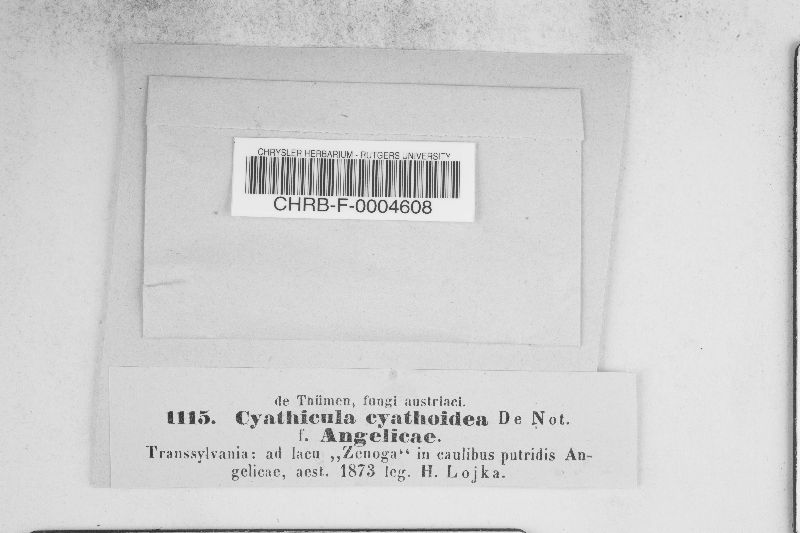 CHRYSLER HERBARIUM - RUTGERS UNIVERSITY
CHRB-F-0004608
de Thümen, fungi austriaci.
1115. Cyathicula cyathoidea De Not.
f. Angelicae.
Transsylvania: ad lacu „Zenoga“ in caulibus putridis An-
gelicae, aest. 1873 leg. H. Lojka.